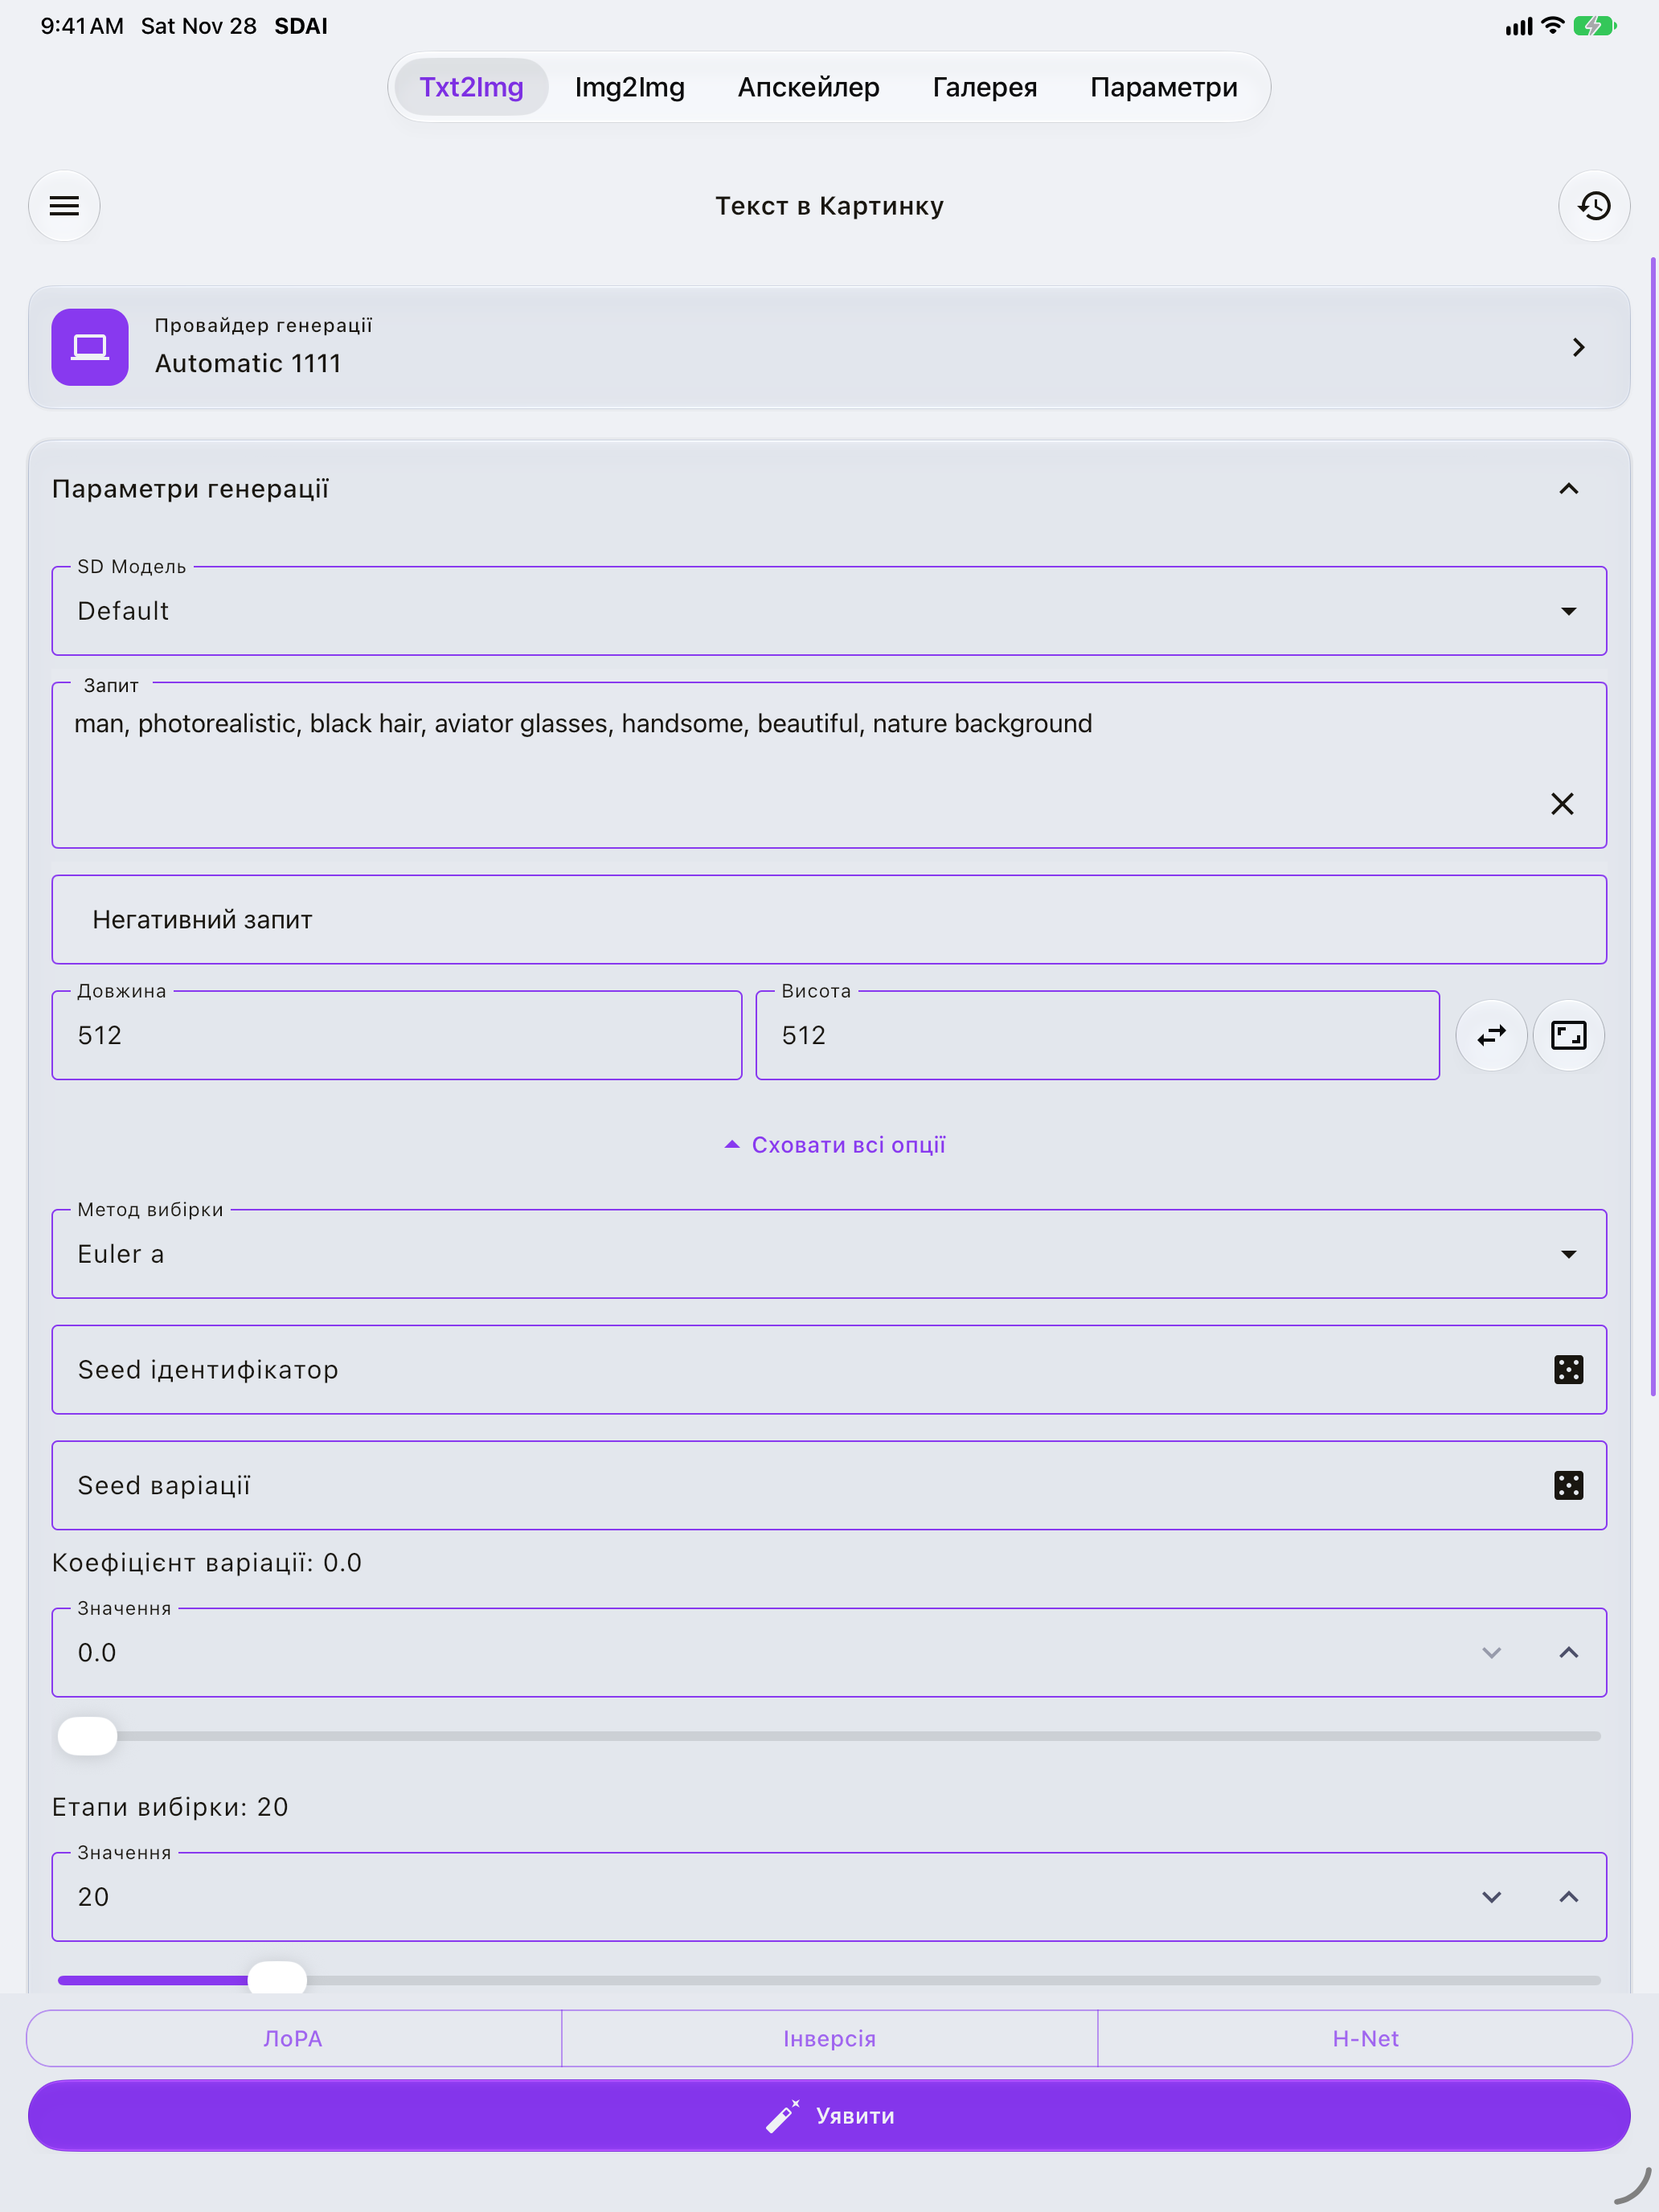 9:41 AM Sat Nov 28 SDAI
Txt2Img Img2Img Апскейлер Галерея Параметри
Текст в Картинку
Провайдер генерації
Automatic 1111
Параметри генерації
SD Модель
Default
Запит
man, photorealistic, black hair, aviator glasses, handsome, beautiful, nature background
Негативний запит
Довжина Висота
512 512
Сховати всі опції
Метод вибірки
Euler a
Seed ідентифікатор
Seed варіації
Коефіцієнт варіації: 0.0
Значення
0.0
Етапи вибірки: 20
Значення
20
ЛоРА Інверсія H-Net
Уявити